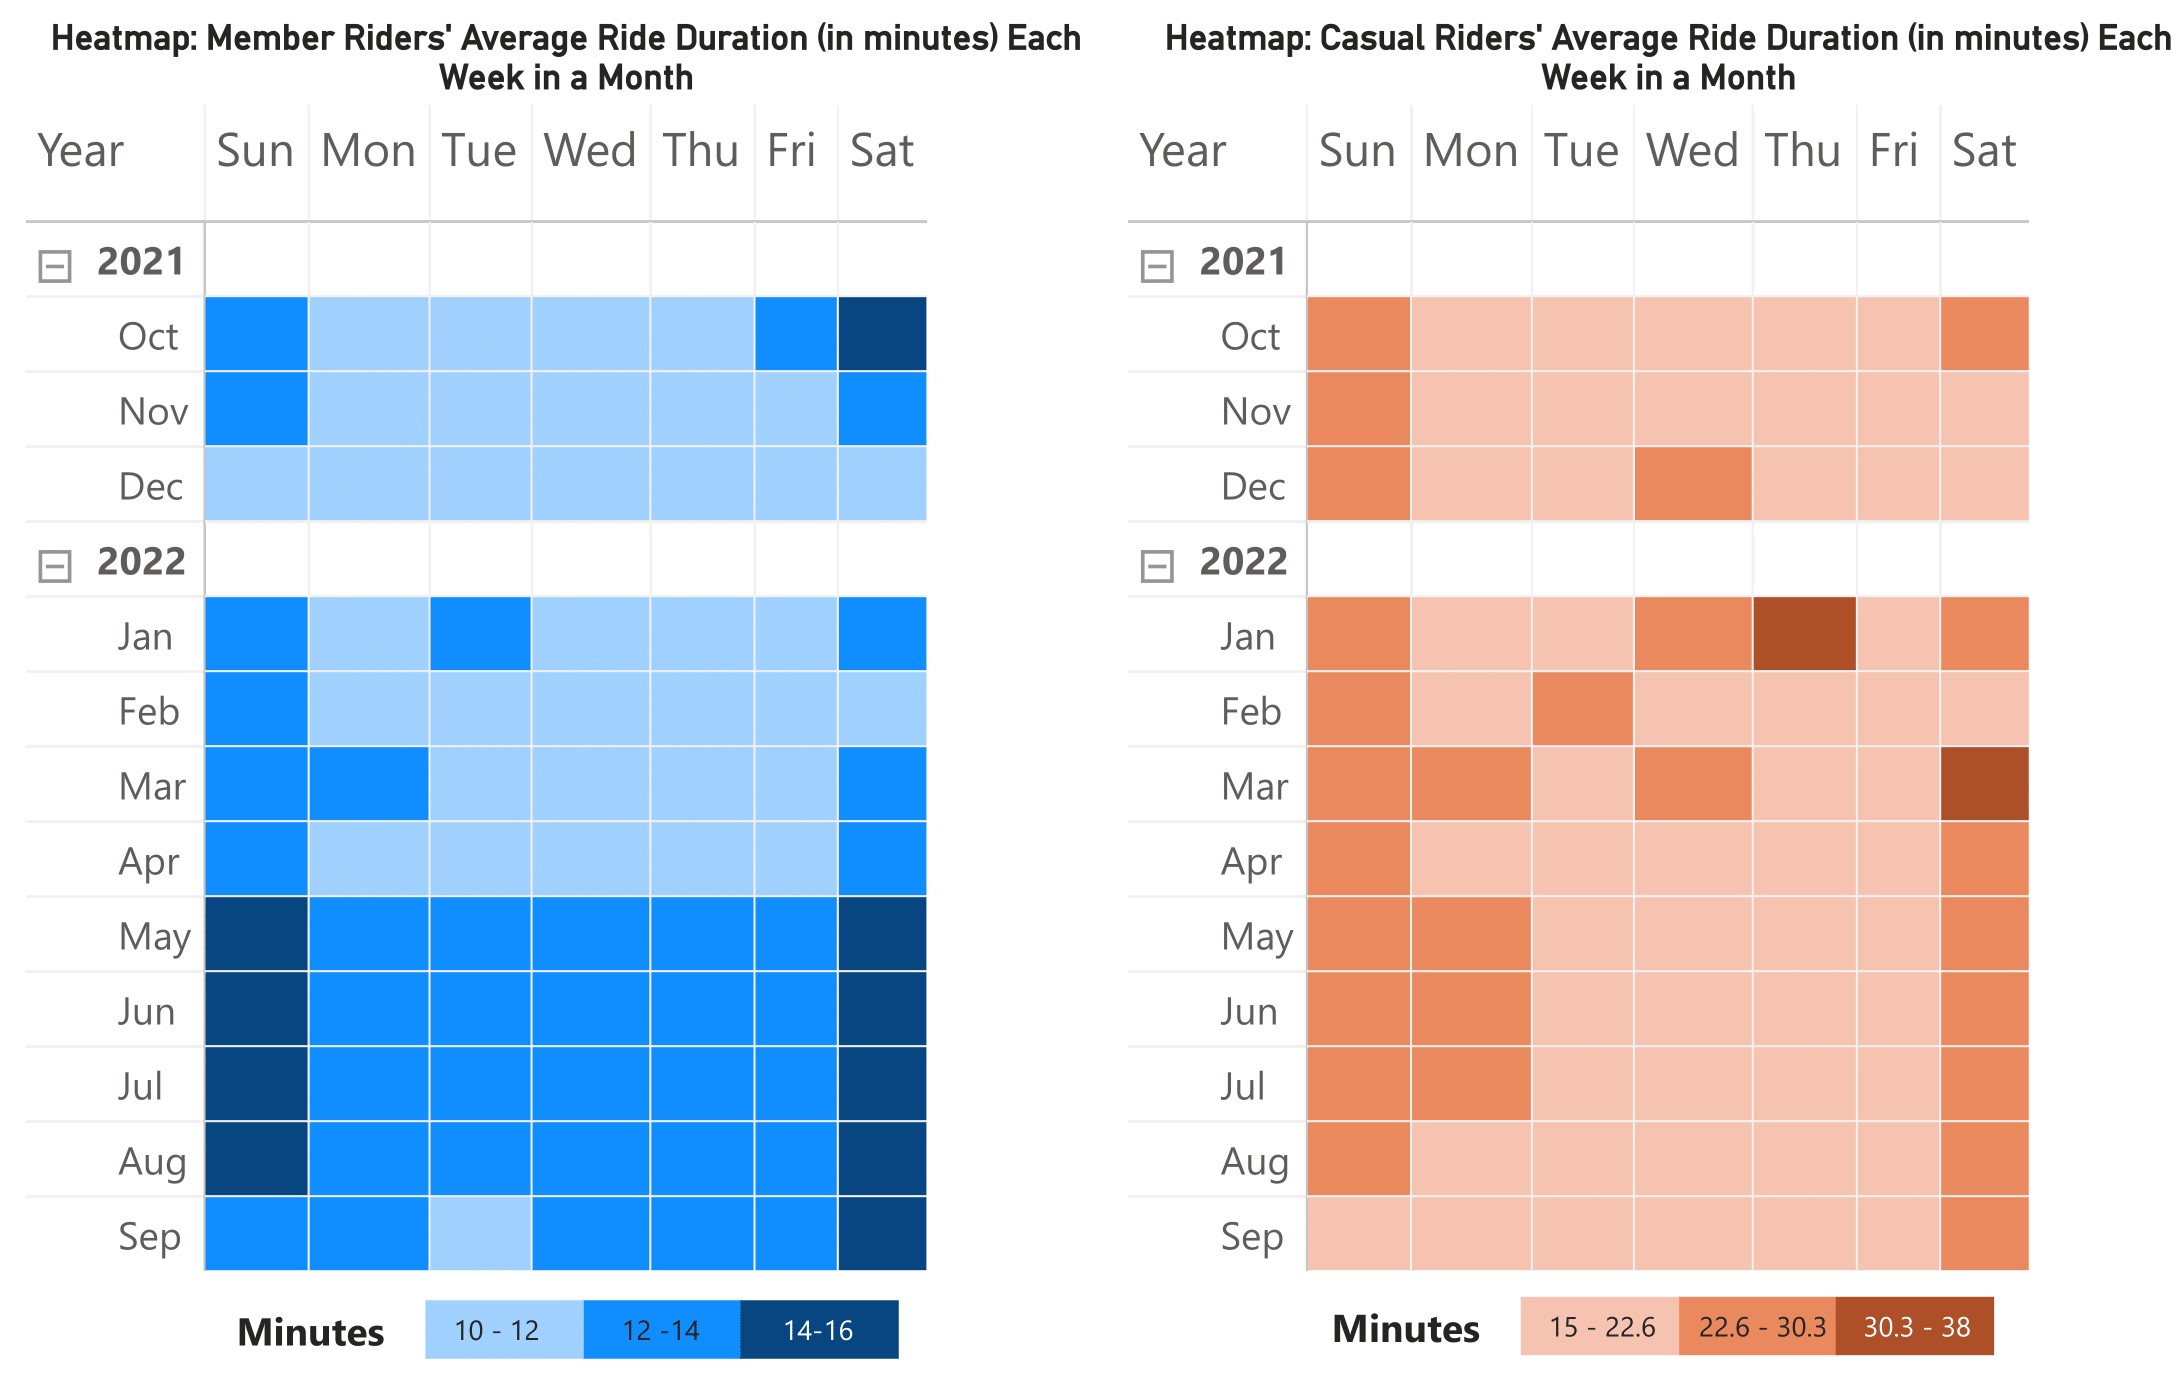 Heatmap: Member Riders' Average Ride Duration (in minutes) Each
Week in a Month
Year Sun Mon Tue Wed Thu Fri Sat
2021
Oct
Nov
Dec
2022
Jan
Feb
Mar
Apr
May
Jun
Jul
Aug
Sep
Minutes 10 - 12 12 -14 14-16
Heatmap: Casual Riders' Average Ride Duration (in minutes) Each
Week in a Month
Year Sun Mon Tue Wed Thu Fri Sat
2021
Oct
Nov
Dec
2022
Jan
Feb
Mar
Apr
May
Jun
Jul
Aug
Sep
Minutes 15 - 22.6 22.6 - 30.3 30.3 - 38